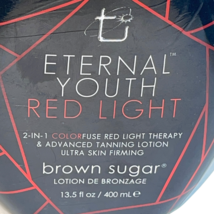 t
ETERNAL™
YOUTH
RED LIGHT
2-IN-1 COLORFUSE RED LIGHT THERAPY
& ADVANCED TANNING LOTION
ULTRA SKIN FIRMING
brown sugar®
LOTION DE BRONZAGE
13.5 fl oz / 400 mL ℮